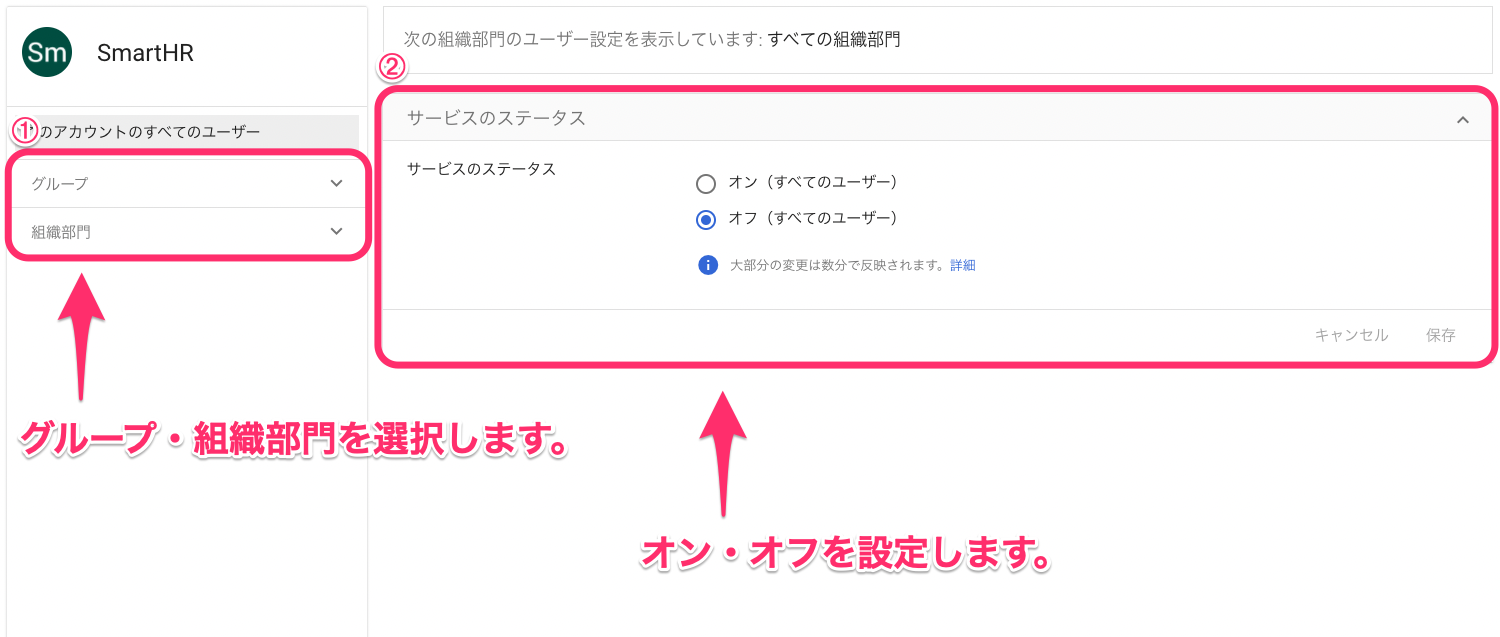 Sm SmartHR
① のアカウントのすべてのユーザー
グループ
組織部門
グループ・組織部門を選択します。
次の組織部門のユーザー設定を表示しています: すべての組織部門
②
サービスのステータス
サービスのステータス
オン（すべてのユーザー）
オフ（すべてのユーザー）
大部分の変更は数分で反映されます。詳細
キャンセル 保存
オン・オフを設定します。